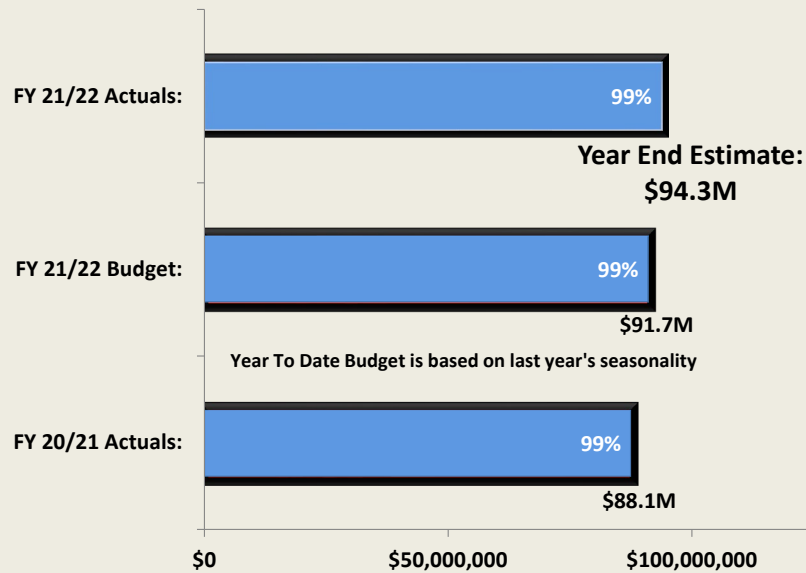 FY 21/22 Actuals:
99%
Year End Estimate:
$94.3M
FY 21/22 Budget:
99%
$91.7M
Year To Date Budget is based on last year's seasonality
FY 20/21 Actuals:
99%
$88.1M
$0
$50,000,000
$100,000,000